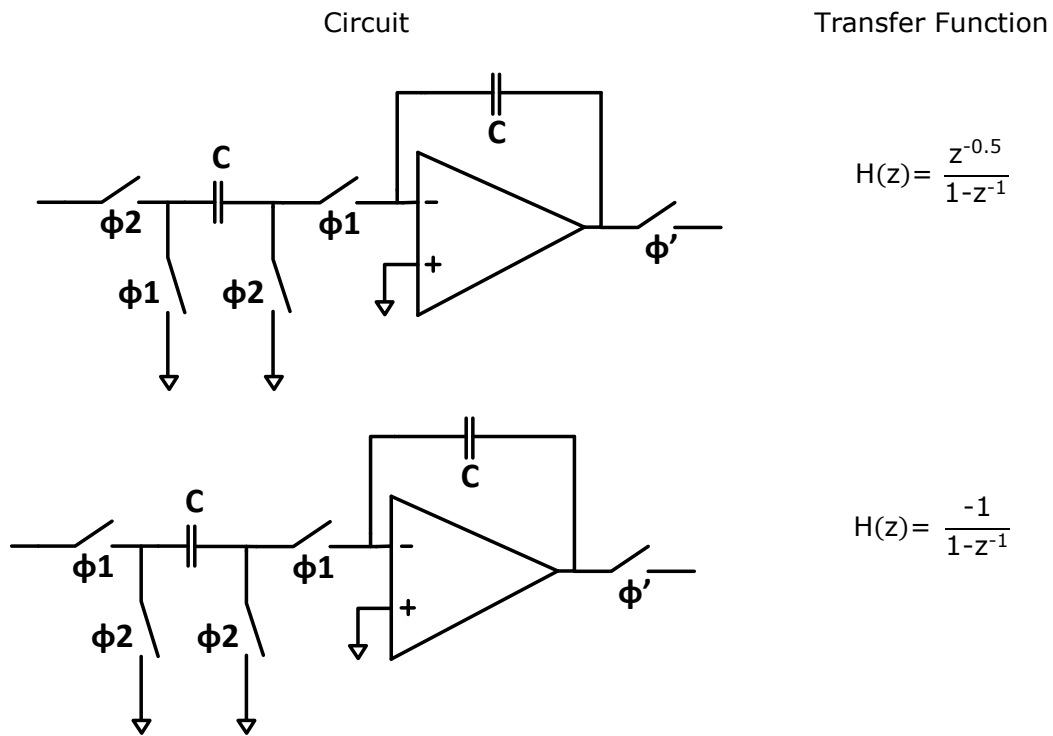 Circuit
Transfer Function
C
C
ϕ2
ϕ1
ϕ1
ϕ2
−
+
ϕ’
H(z)= z^-0.5 / 1-z^-1
C
C
ϕ1
ϕ1
ϕ2
ϕ2
−
+
ϕ’
H(z)= -1 / 1-z^-1